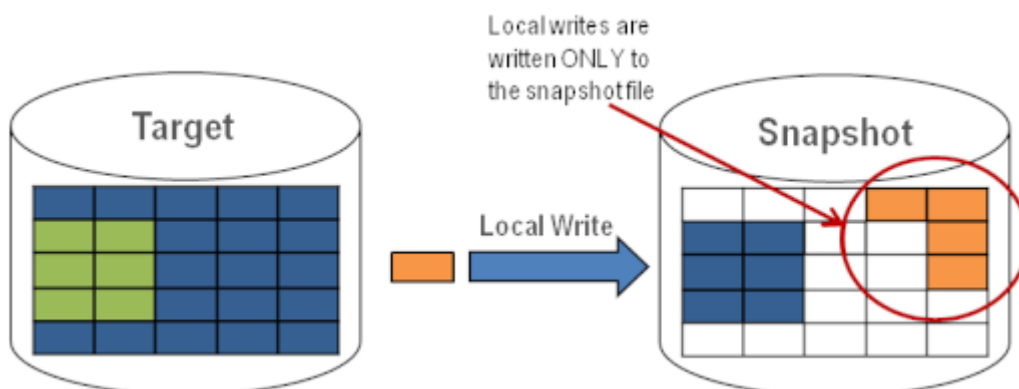 Local writes are
written ONLY to
the snapshot file
Target
Snapshot
Local Write